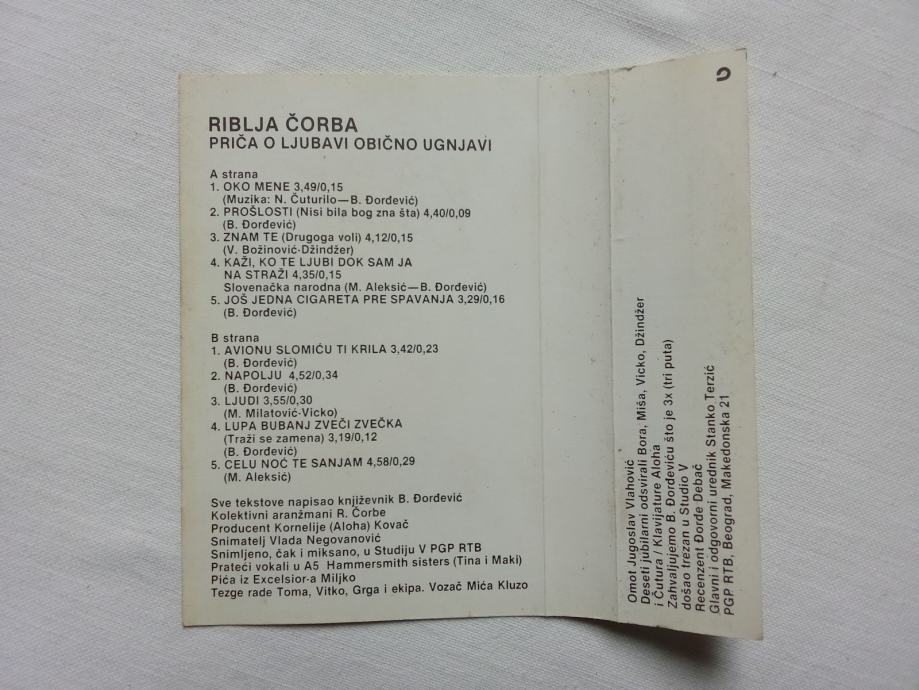 RIBLJA ČORBA
PRIČA O LJUBAVI OBIČNO UGNJAVI
A strana
1. OKO MENE 3,49/0,15
(Muzika: N. Čuturilo—B. Đorđević)
2. PROŠLOSTI (Nisi bila bog zna šta) 4,40/0,09
(B. Đorđević)
3. ZNAM TE (Drugoga voli) 4,12/0,15
(V. Božinović-Džindžer)
4. KAŽI, KO TE LJUBI DOK SAM JA
NA STRAŽI 4,35/0,15
Slovenačka narodna (M. Aleksić—B. Đorđević)
5. JOŠ JEDNA CIGARETA PRE SPAVANJA 3,29/0,16
(B. Đorđević)
B strana
1. AVIONU SLOMIĆU TI KRILA 3,42/0,23
(B. Đorđević)
2. NAPOLJU 4,52/0,34
(B. Đorđević)
3. LJUDI 3,55/0,30
(M. Milatović-Vicko)
4. LUPA BUBANJ ZVEČI ZVEČKA
(Traži se zamena) 3,19/0,12
(B. Đorđević)
5. CELU NOĆ TE SANJAM 4,58/0,29
(M. Aleksić)
Sve tekstove napisao književnik B. Đorđević
Kolektivni aranžmani R. Čorbe
Producent Kornelije (Aloha) Kovač
Snimatelj Vlada Negovanović
Snimljeno, čak i miksano, u Studiju V PGP RTB
Prateći vokali u A5 Hammersmith sisters (Tina i Maki)
Pića iz Excelsior-a Miljko
Tezge rade Toma, Vitko, Grga i ekipa. Vozač Mića Kluzo
Omot Jugoslav Vlahović
Deseti jubilarni odsvirali Bora, Miša, Vicko, Džindžer
i Čutura / Klavijature Aloha
Zahvaljujemo B. Đorđeviću što je 3x (tri puta)
došao trezan u Studio V
Recenzent Đorđe Debač
Glavni i odgovorni urednik Stanko Terzić
PGP RTB, Beograd, Makedonska 21